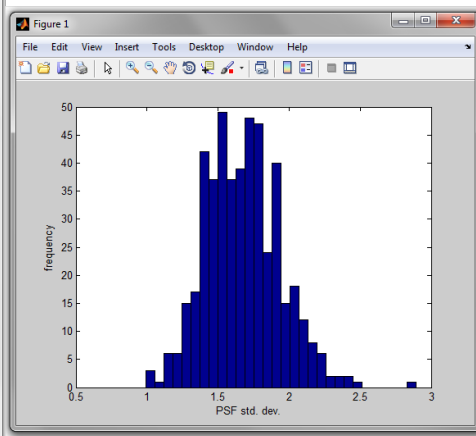 Figure 1
File Edit View Insert Tools Desktop Window Help
50
45
40
35
30
25
20
15
10
5
0
frequency
0.5 1 1.5 2 2.5 3
PSF std. dev.